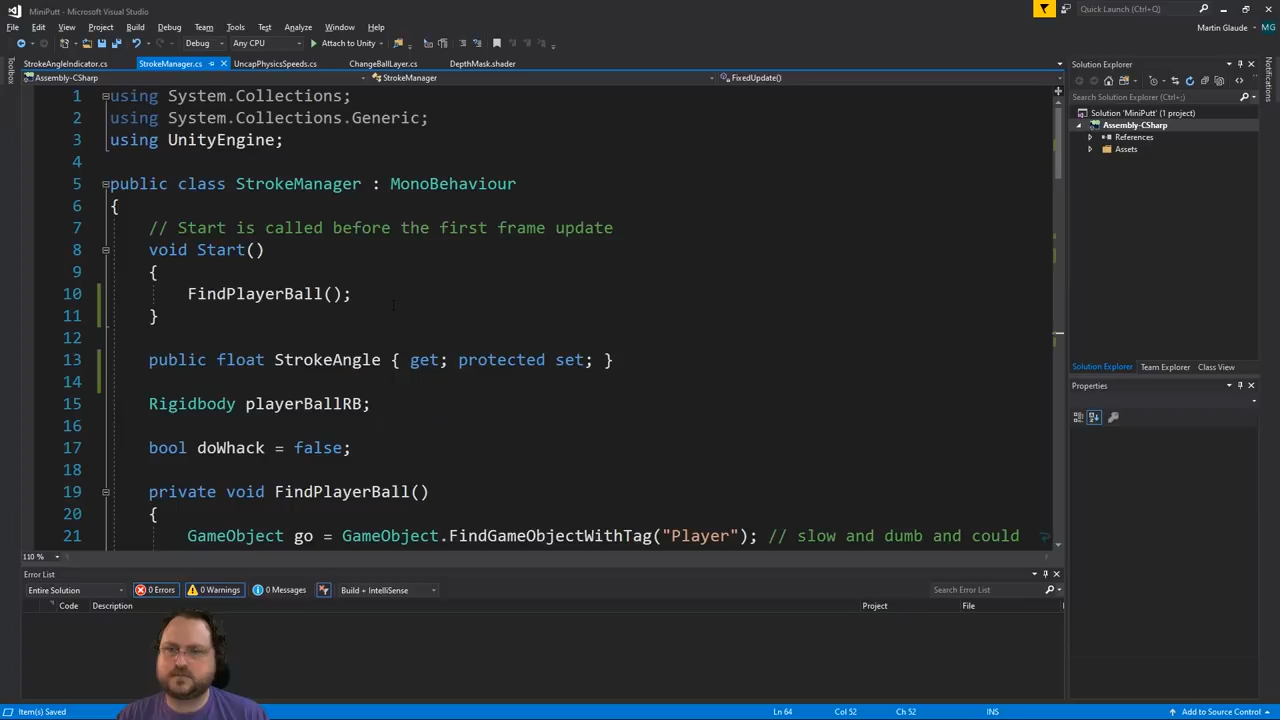 MiniPutt - Microsoft Visual Studio
Quick Launch (Ctrl+Q)
File Edit View Project Build Debug Team Tools Test Analyze Window Help
Martin Glaude MG
Debug Any CPU Attach to Unity
Toolbox
StrokeAngleIndicator.cs StrokeManager.cs UncapPhysicsSpeeds.cs ChangeBallLayer.cs DepthMask.shader
Assembly-CSharp StrokeManager FixedUpdate()
1 using System.Collections;
2 using System.Collections.Generic;
3 using UnityEngine;
4
5 public class StrokeManager : MonoBehaviour
6 {
7 // Start is called before the first frame update
8 void Start()
9 {
10 FindPlayerBall();
11 }
12
13 public float StrokeAngle { get; protected set; }
14
15 Rigidbody playerBallRB;
16
17 bool doWhack = false;
18
19 private void FindPlayerBall()
20 {
21 GameObject go = GameObject.FindGameObjectWithTag("Player"); // slow and dumb and could
110 %
Error List
Entire Solution 0 Errors 0 Warnings 0 Messages Build + IntelliSense
Search Error List
Code Description Project File
Solution Explorer
Search Solution Explorer (Ctrl+;)
Solution 'MiniPutt' (1 project)
Assembly-CSharp
References
Assets
Solution Explorer Team Explorer Class View
Properties
Notifications
Item(s) Saved Ln 64 Col 52 Ch 52 INS Add to Source Control